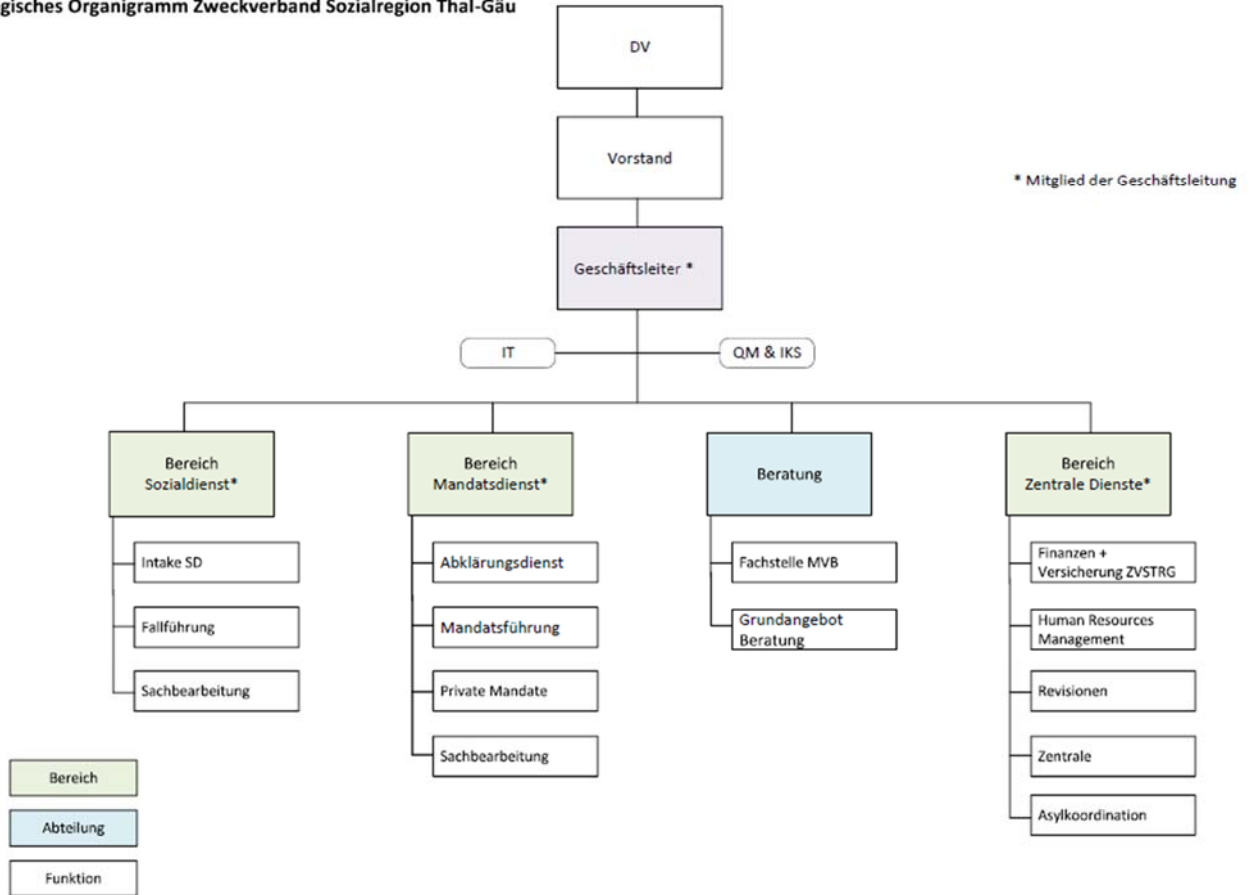 gisches Organigramm Zweckverband Sozialregion Thal-Gäu
DV
Vorstand
* Mitglied der Geschäftsleitung
Geschäftsleiter *
IT
QM & IKS
Bereich
Sozialdienst*
Bereich
Mandatsdienst*
Beratung
Bereich
Zentrale Dienste*
Intake SD
Fallführung
Sachbearbeitung
Abklärungsdienst
Mandatsführung
Private Mandate
Sachbearbeitung
Fachstelle MVB
Grundangebot
Beratung
Finanzen +
Versicherung ZVSTRG
Human Resources
Management
Revisionen
Zentrale
Asylkoordination
Bereich
Abteilung
Funktion